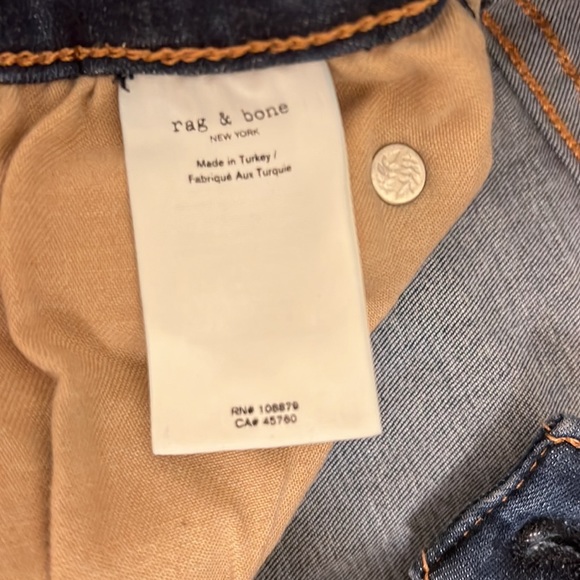 rag & bone
NEW YORK
Made in Turkey /
Fabriqué Aux Turquie
RN# 106879
CA# 45760